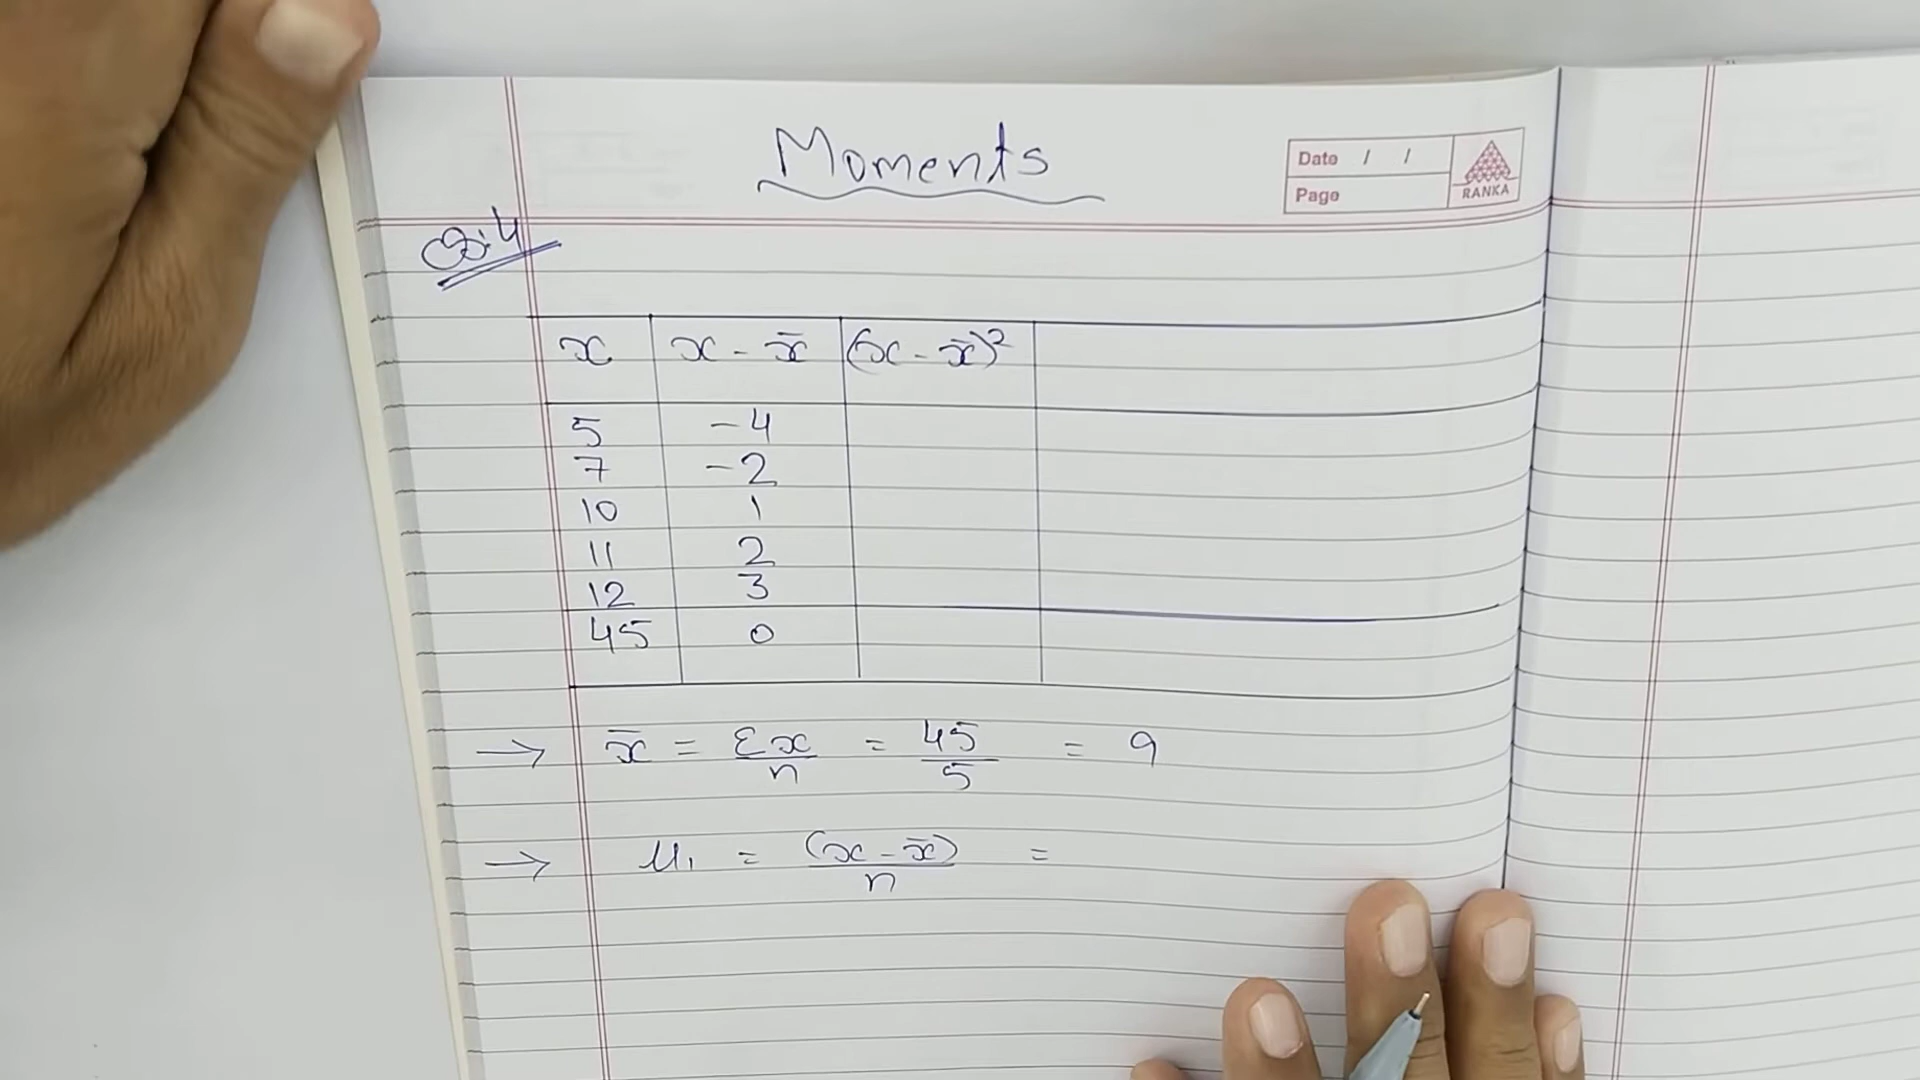 Moments
Date / /
Page
RANKA
Q:4
x x - x̄ (x - x̄)²
5 -4
7 -2
10 1
11 2
12 3
45 0
→ x̄ = Σx/n = 45/5 = 9
→ μ₁ = (x - x̄)/n =